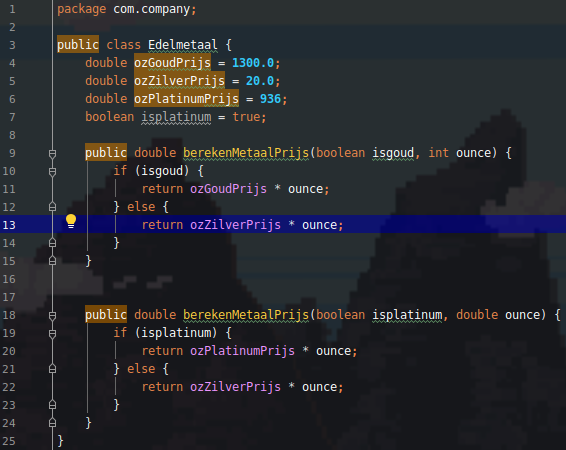 1 package com.company;
2
3 public class Edelmetaal {
4     double ozGoudPrijs = 1300.0;
5     double ozZilverPrijs = 20.0;
6     double ozPlatinumPrijs = 936;
7     boolean isplatinum = true;
8
9     public double berekenMetaalPrijs(boolean isgoud, int ounce) {
10         if (isgoud) {
11             return ozGoudPrijs * ounce;
12         } else {
13             return ozZilverPrijs * ounce;
14         }
15     }
16
17
18     public double berekenMetaalPrijs(boolean isplatinum, double ounce) {
19         if (isplatinum) {
20             return ozPlatinumPrijs * ounce;
21         } else {
22             return ozZilverPrijs * ounce;
23         }
24     }
25 }